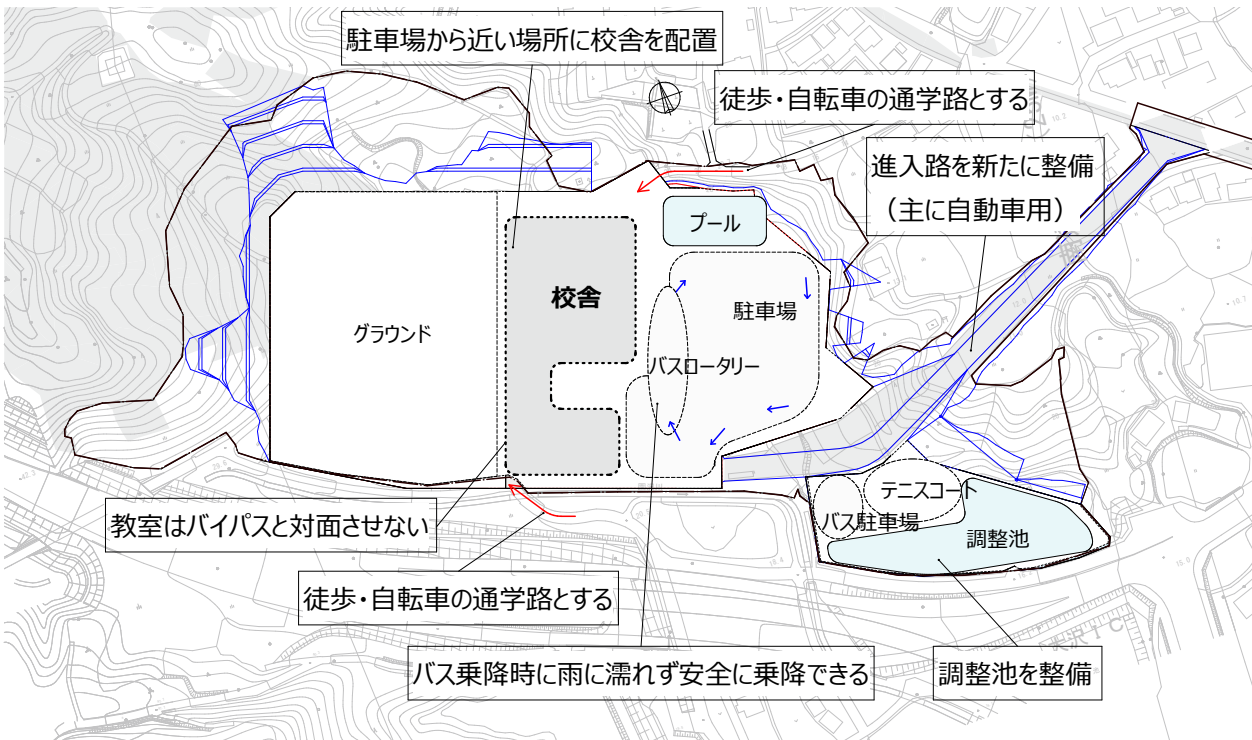 駐車場から近い場所に校舎を配置
徒歩・自転車の通学路とする
進入路を新たに整備
（主に自動車用）
プール
校舎
駐車場
グラウンド
バスロータリー
テニスコート
バス駐車場
調整池
教室はバイパスと対面させない
徒歩・自転車の通学路とする
バス乗降時に雨に濡れず安全に乗降できる
調整池を整備